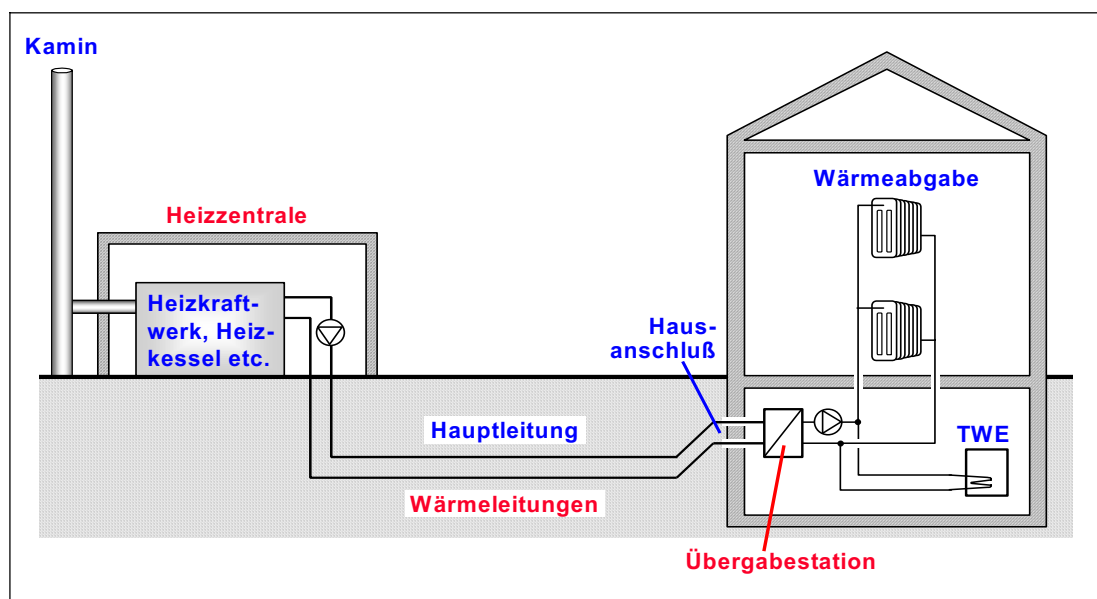 Kamin
Heizzentrale
Heizkraft-
werk, Heiz-
kessel etc.
Wärmeabgabe
Haus-
anschluß
Hauptleitung
TWE
Wärmeleitungen
Übergabestation